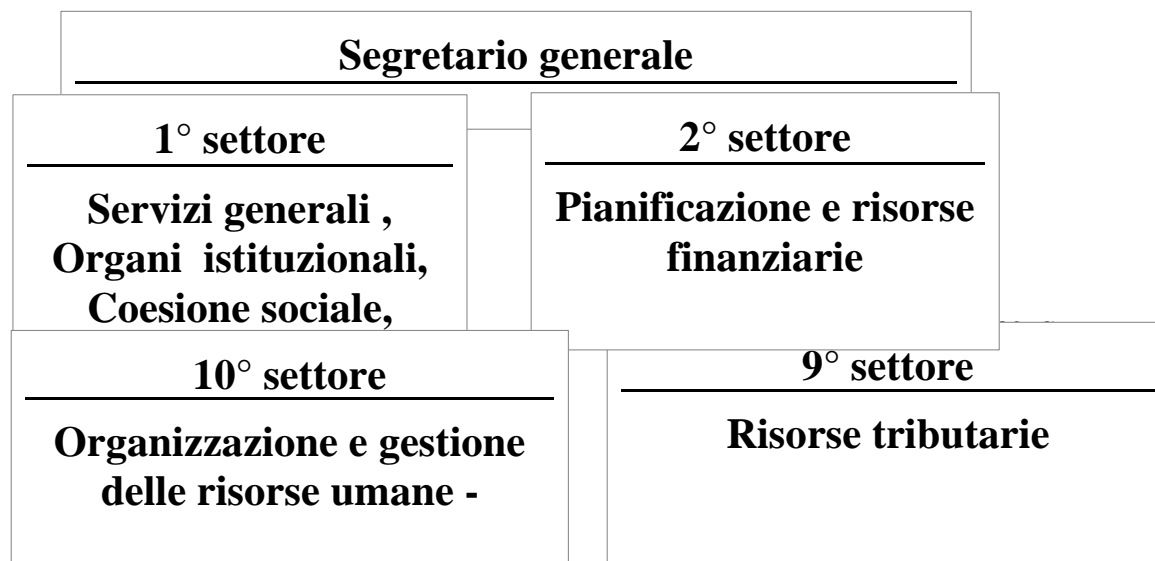 Segretario generale
1° settore
Servizi generali ,
Organi istituzionali,
Coesione sociale,
2° settore
Pianificazione e risorse
finanziarie
10° settore
Organizzazione e gestione
delle risorse umane -
9° settore
Risorse tributarie